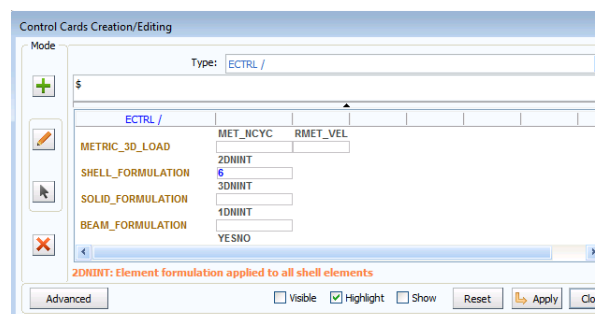 Control Cards Creation/Editing
Mode
Type: ECTRL /
$
ECTRL /
MET_NCYC RMET_VEL
METRIC_3D_LOAD
2DNINT
SHELL_FORMULATION 6
3DNINT
SOLID_FORMULATION
1DNINT
BEAM_FORMULATION
YESNO
2DNINT: Element formulation applied to all shell elements
Advanced Visible Highlight Show Reset Apply Clo